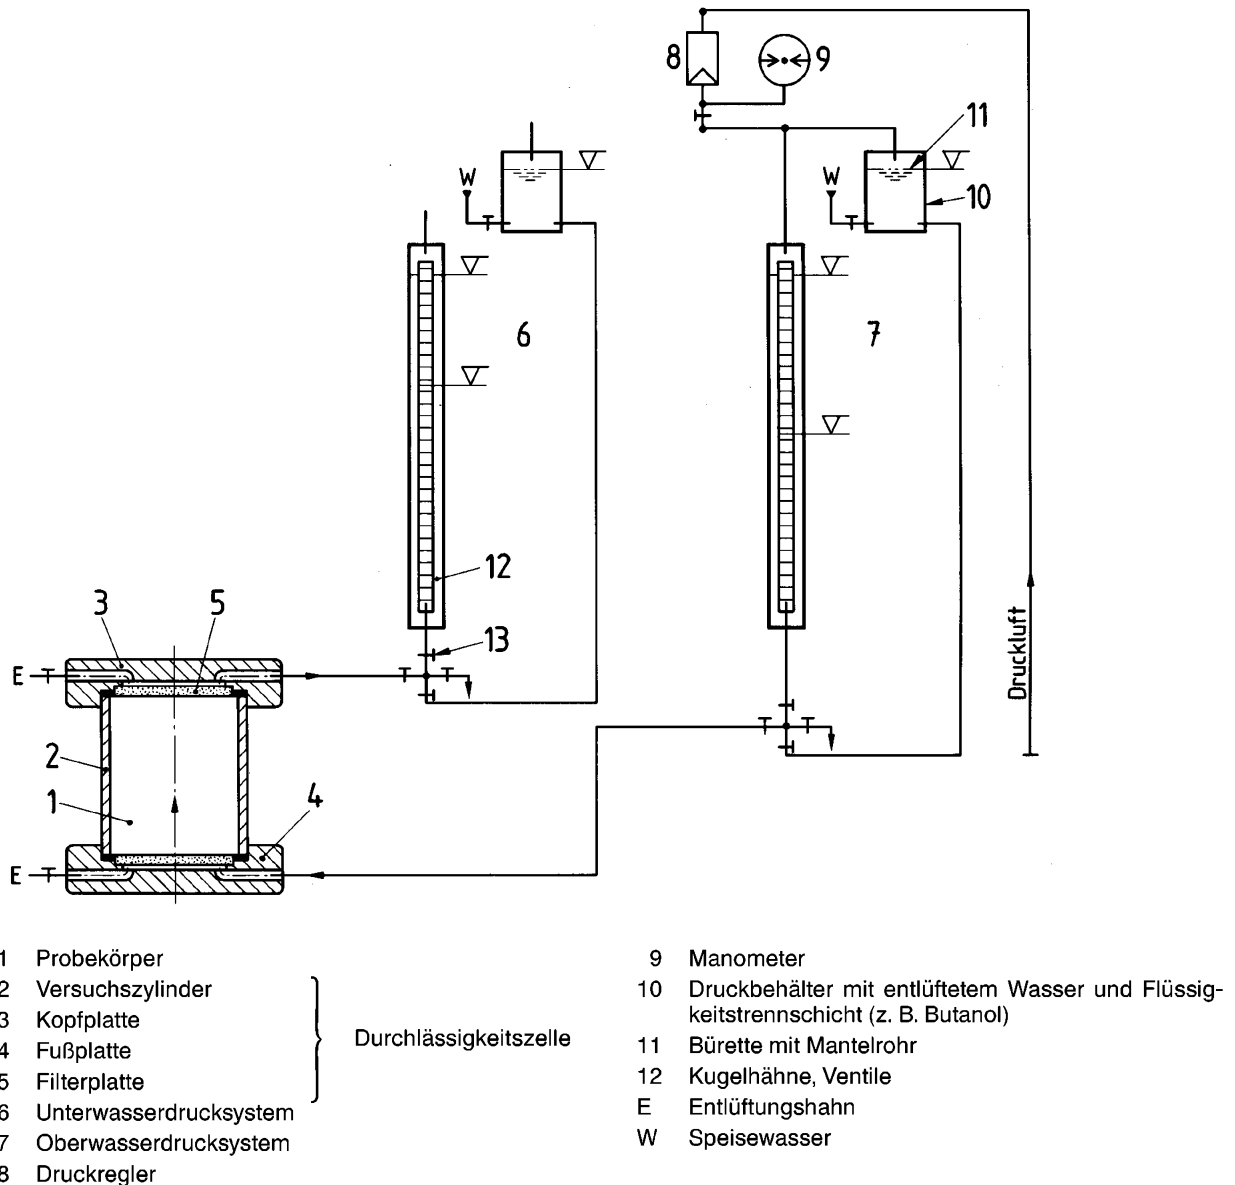 8
9
11
W
W
10
6
7
12
3
5
13
E
Druckluft
2
1
4
E
1 Probekörper
2 Versuchszylinder
3 Kopfplatte
4 Fußplatte
5 Filterplatte
Durchlässigkeitszelle
6 Unterwasserdrucksystem
7 Oberwasserdrucksystem
8 Druckregler
9 Manometer
10 Druckbehälter mit entlüftetem Wasser und Flüssig-
keitstrennschicht (z. B. Butanol)
11 Bürette mit Mantelrohr
12 Kugelhähne, Ventile
E Entlüftungshahn
W Speisewasser